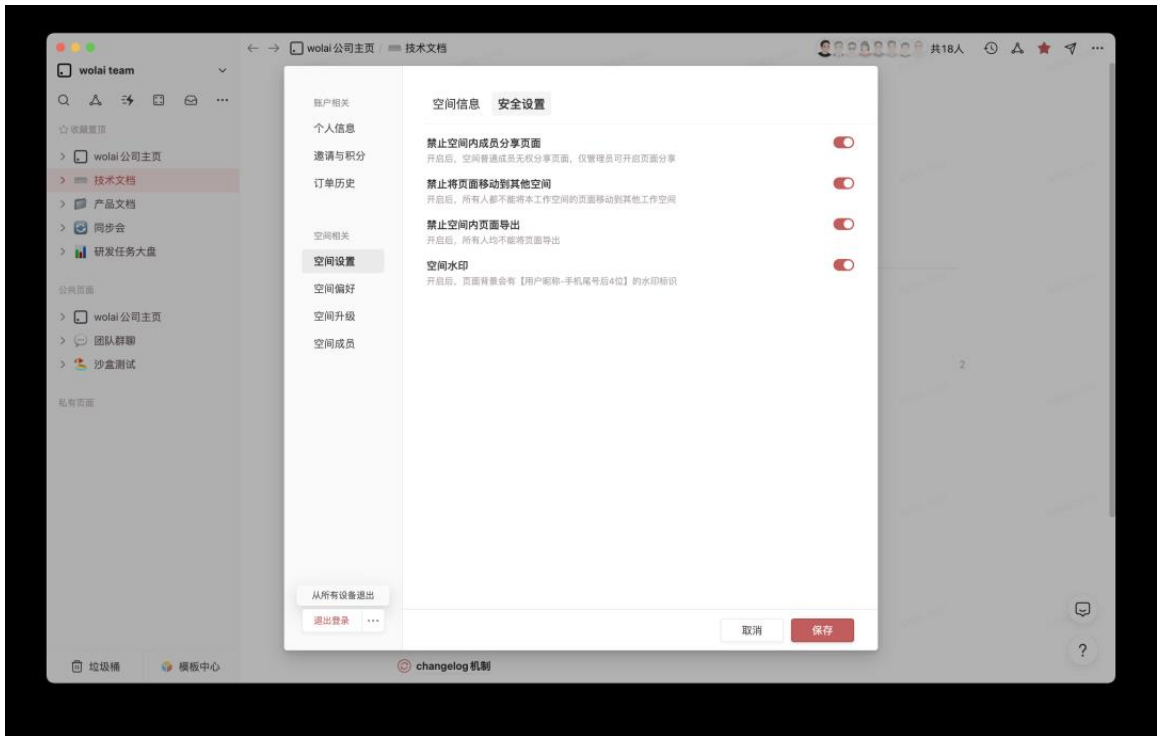 wolai 公司主页 / 技术文档
共18人
wolai team
收藏置顶
wolai 公司主页
技术文档
产品文档
同步会
研发任务大盘
公共页面
wolai 公司主页
团队群聊
沙盒测试
私有页面
垃圾桶
模板中心
账户相关
个人信息
邀请与积分
订单历史
空间相关
空间设置
空间偏好
空间升级
空间成员
从所有设备退出
退出登录 ...
空间信息 安全设置
禁止空间内成员分享页面
开启后，空间普通成员无权分享页面，仅管理员可开启页面分享
禁止将页面移动到其他空间
开启后，所有人都不能将本工作空间的页面移动到其他工作空间
禁止空间内页面导出
开启后，所有人均不能将页面导出
空间水印
开启后，页面背景会有【用户昵称-手机尾号后4位】的水印标识
取消 保存
2
changelog 机制
?